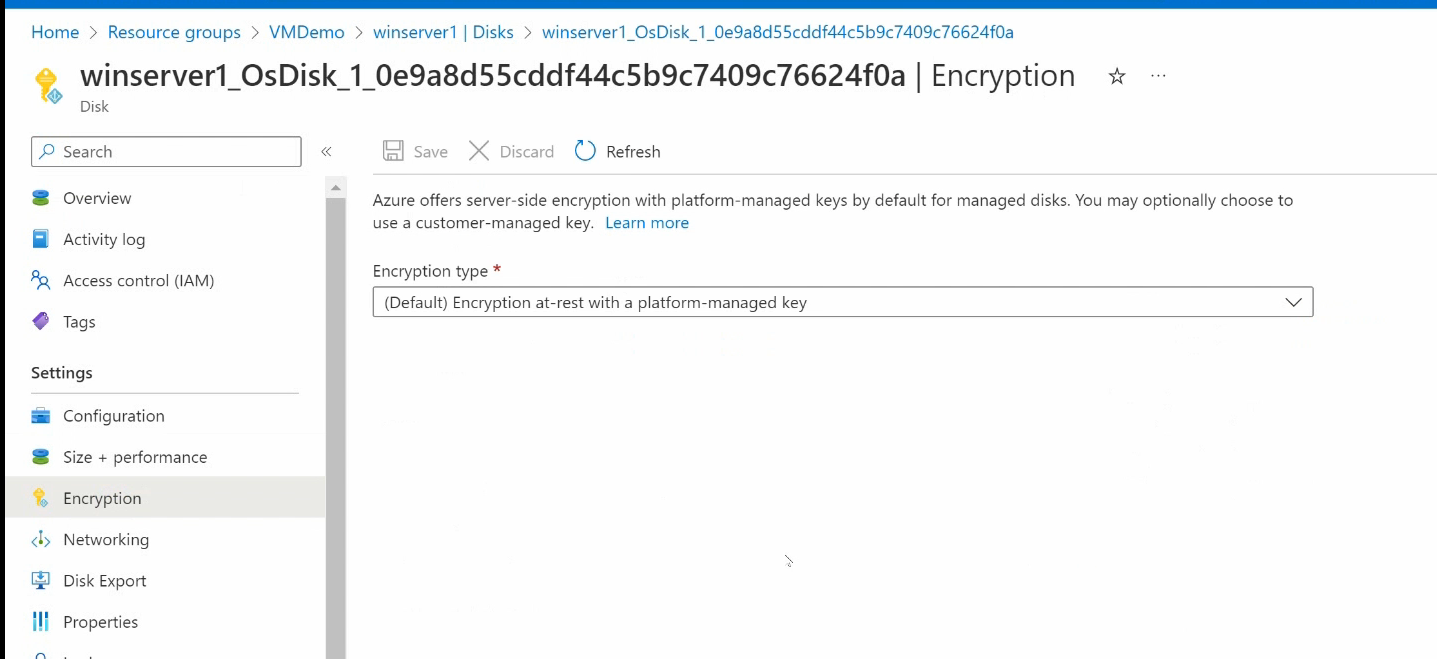 Home > Resource groups > VMDemo > winserver1 | Disks > winserver1_OsDisk_1_0e9a8d55cddf44c5b9c7409c76624f0a
winserver1_OsDisk_1_0e9a8d55cddf44c5b9c7409c76624f0a | Encryption
Disk
Search
Save
Discard
Refresh
Overview
Activity log
Access control (IAM)
Tags
Settings
Configuration
Size + performance
Encryption
Networking
Disk Export
Properties
Azure offers server-side encryption with platform-managed keys by default for managed disks. You may optionally choose to
use a customer-managed key. Learn more
Encryption type *
(Default) Encryption at-rest with a platform-managed key